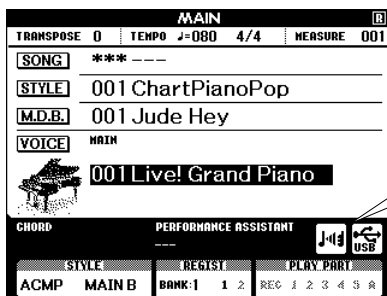 MAIN R
TRANSPOSE 0 TEMPO ♩=080 4/4 MEASURE 001
SONG *** ---
STYLE 001 ChartPianoPop
M.D.B. 001 Jude Hey
VOICE MAIN
001 Live! Grand Piano
CHORD PERFORMANCE ASSISTANT
---
USB
STYLE REGIST PLAY PART
ACMP MAIN B BANK:1 1 2 REC 1 2 3 4 5 A